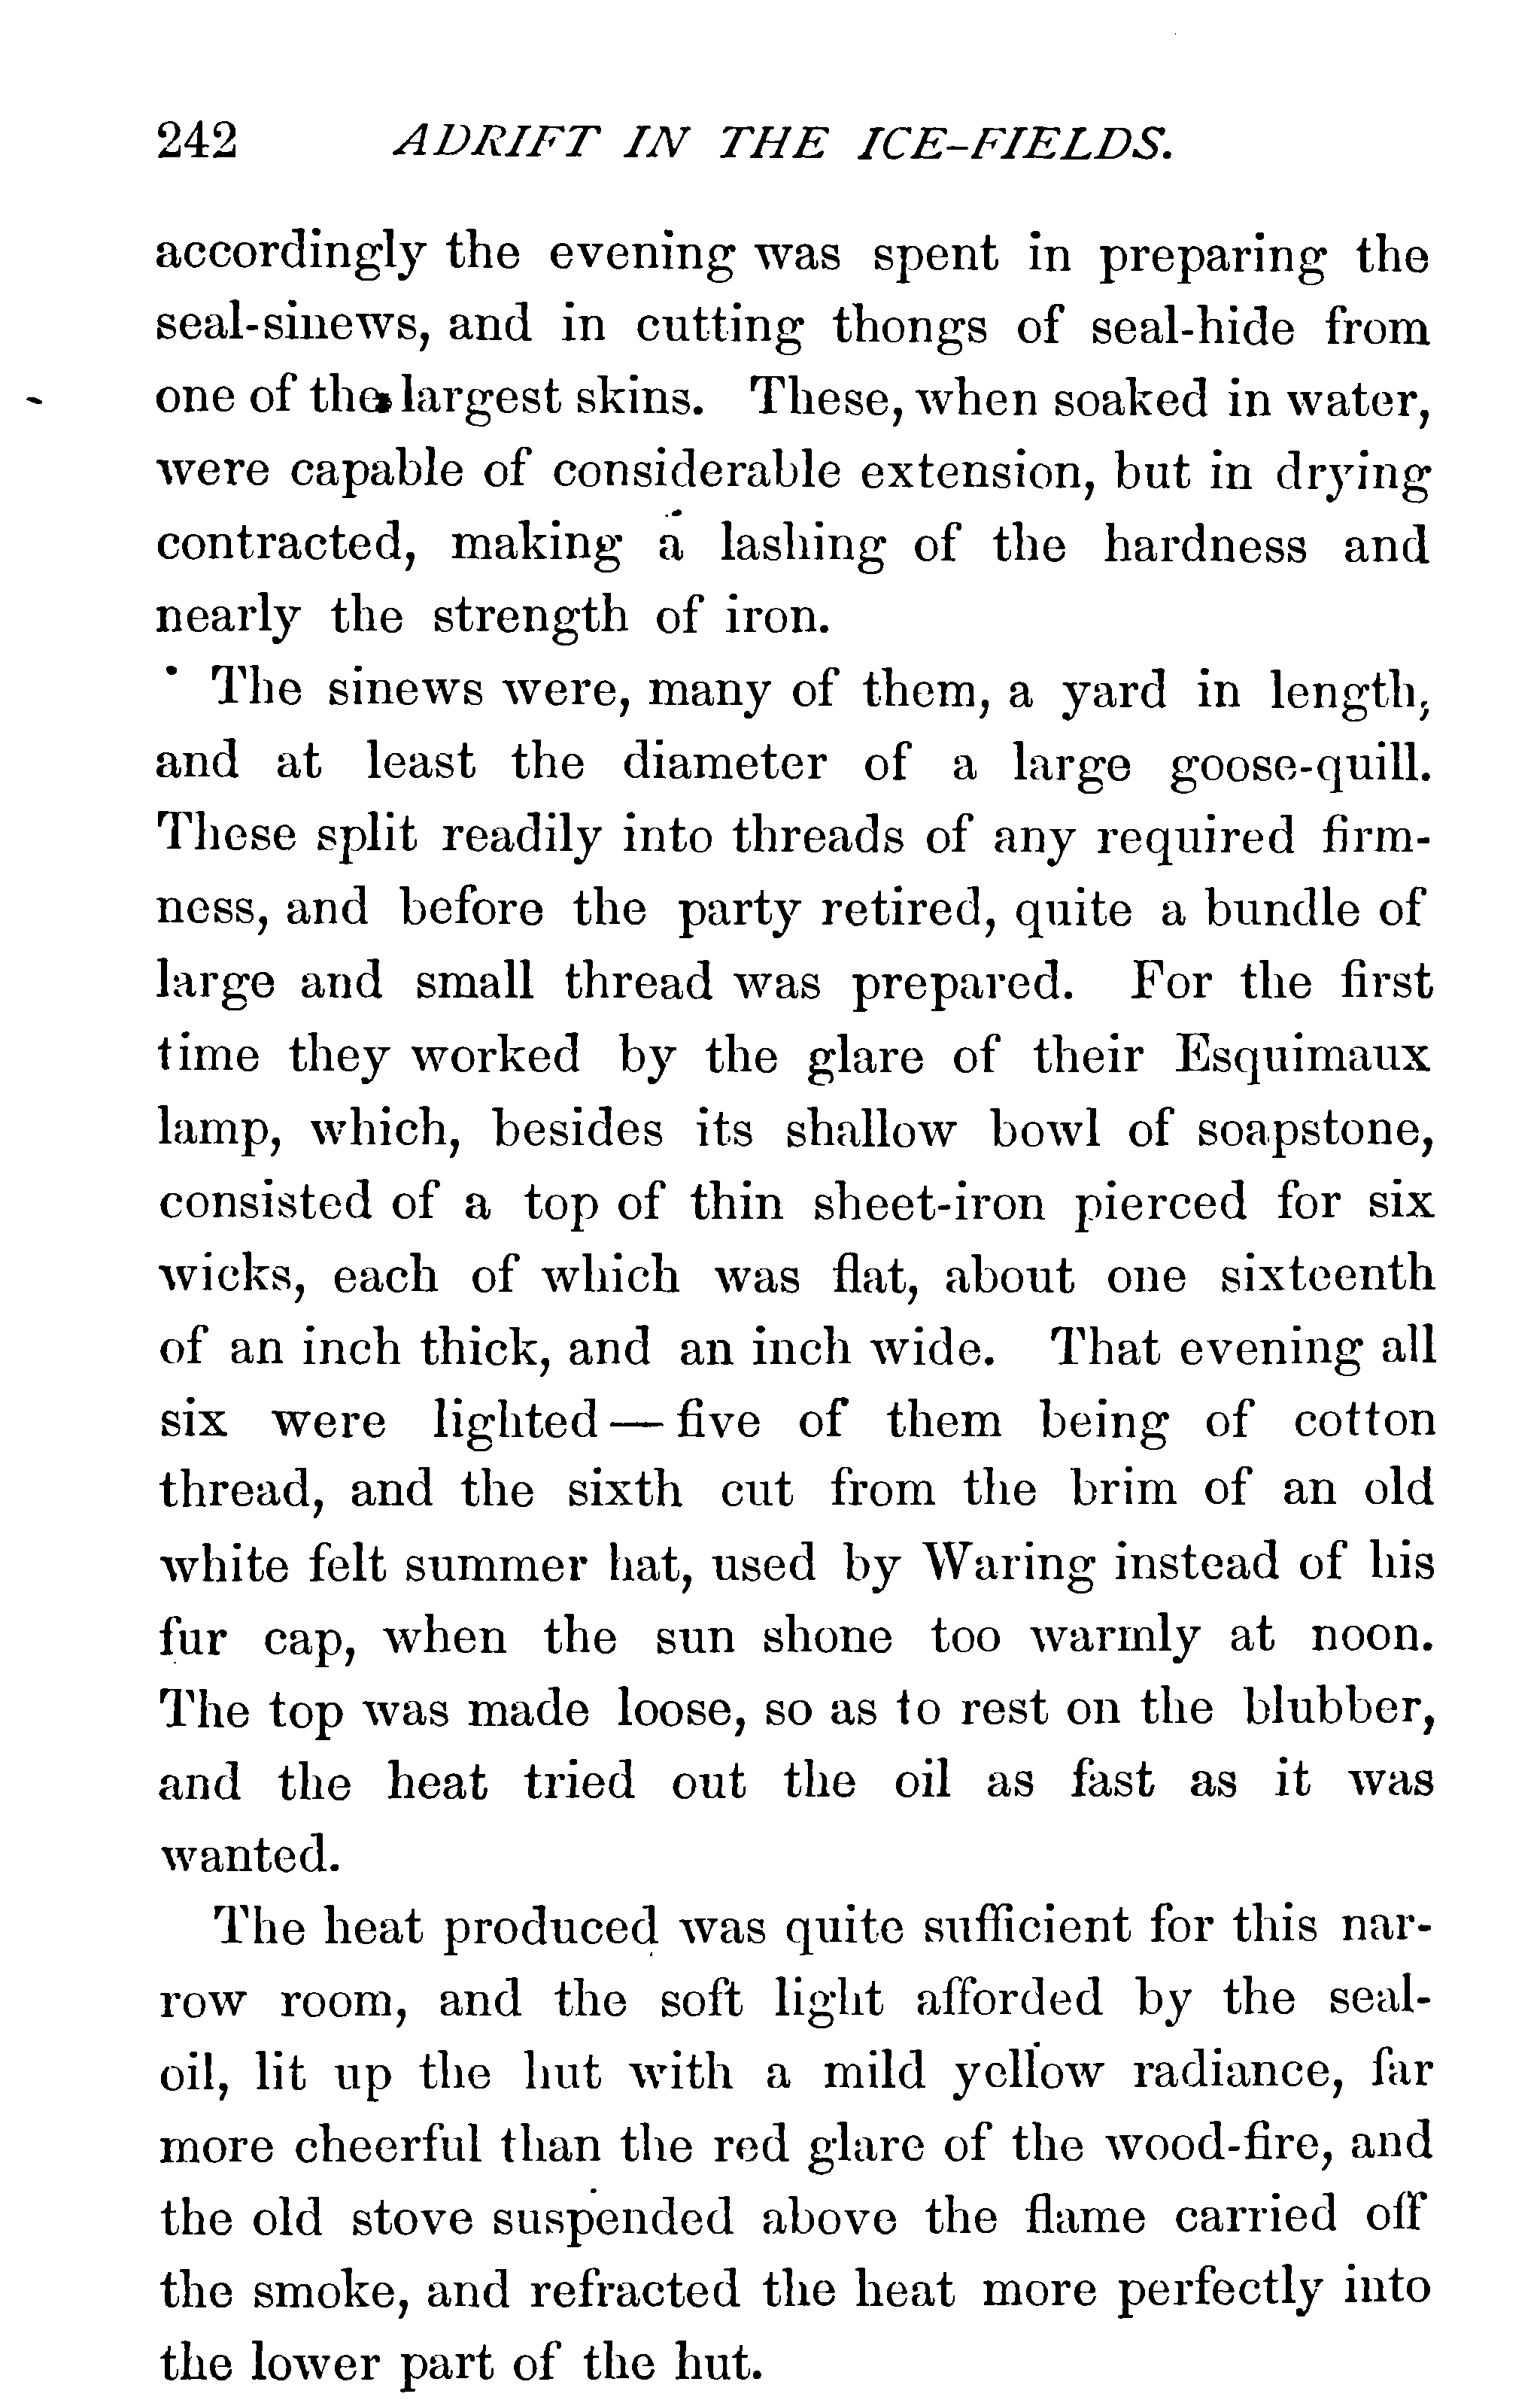 242 ADRIFT IN THE ICE-FIELDS.
accordingly the evening was spent in preparing the
seal-sinews, and in cutting thongs of seal-hide from
one of the largest skins. These, when soaked in water,
were capable of considerable extension, but in drying
contracted, making a lashing of the hardness and
nearly the strength of iron.
The sinews were, many of them, a yard in length,
and at least the diameter of a large goose-quill.
These split readily into threads of any required firm-
ness, and before the party retired, quite a bundle of
large and small thread was prepared. For the first
time they worked by the glare of their Esquimaux
lamp, which, besides its shallow bowl of soapstone,
consisted of a top of thin sheet-iron pierced for six
wicks, each of which was flat, about one sixteenth
of an inch thick, and an inch wide. That evening all
six were lighted — five of them being of cotton
thread, and the sixth cut from the brim of an old
white felt summer hat, used by Waring instead of his
fur cap, when the sun shone too warmly at noon.
The top was made loose, so as to rest on the blubber,
and the heat tried out the oil as fast as it was
wanted.
The heat produced was quite sufficient for this nar-
row room, and the soft light afforded by the seal-
oil, lit up the hut with a mild yellow radiance, far
more cheerful than the red glare of the wood-fire, and
the old stove suspended above the flame carried off
the smoke, and refracted the heat more perfectly into
the lower part of the hut.